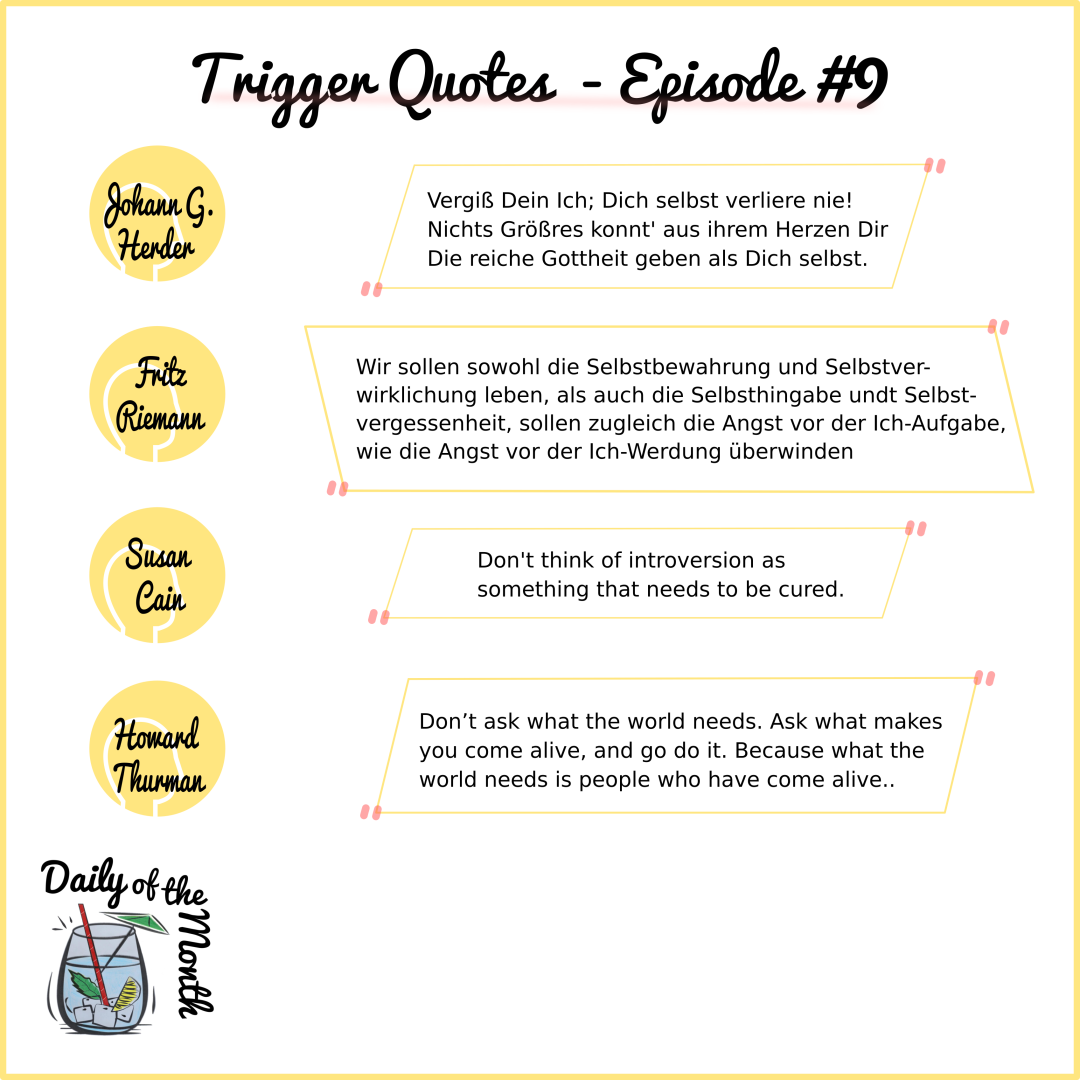 Trigger Quotes - Episode #9
Johann G.
Herder
Vergiß Dein Ich; Dich selbst verliere nie!
Nichts Größres konnt' aus ihrem Herzen Dir
Die reiche Gottheit geben als Dich selbst.
Fritz
Riemann
Wir sollen sowohl die Selbstbewahrung und Selbstver-
wirklichung leben, als auch die Selbsthingabe undt Selbst-
vergessenheit, sollen zugleich die Angst vor der Ich-Aufgabe,
wie die Angst vor der Ich-Werdung überwinden
Susan
Cain
Don't think of introversion as
something that needs to be cured.
Howard
Thurman
Don’t ask what the world needs. Ask what makes
you come alive, and go do it. Because what the
world needs is people who have come alive..
Daily of the
Month